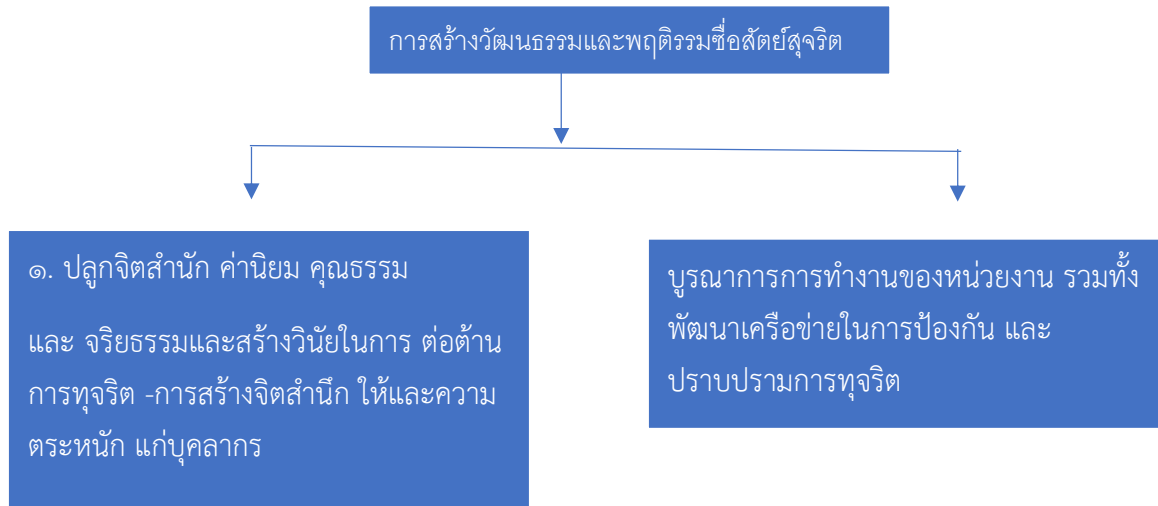 การสร้างวัฒนธรรมและพฤติรรมซื่อสัตย์สุจริต
๑. ปลูกจิตสำนัก ค่านิยม คุณธรรม
และ จริยธรรมและสร้างวินัยในการ ต่อต้าน
การทุจริต -การสร้างจิตสำนึก ให้และความ
ตระหนัก แก่บุคลากร
บูรณาการการทำงานของหน่วยงาน รวมทั้ง
พัฒนาเครือข่ายในการป้องกัน และ
ปราบปรามการทุจริต